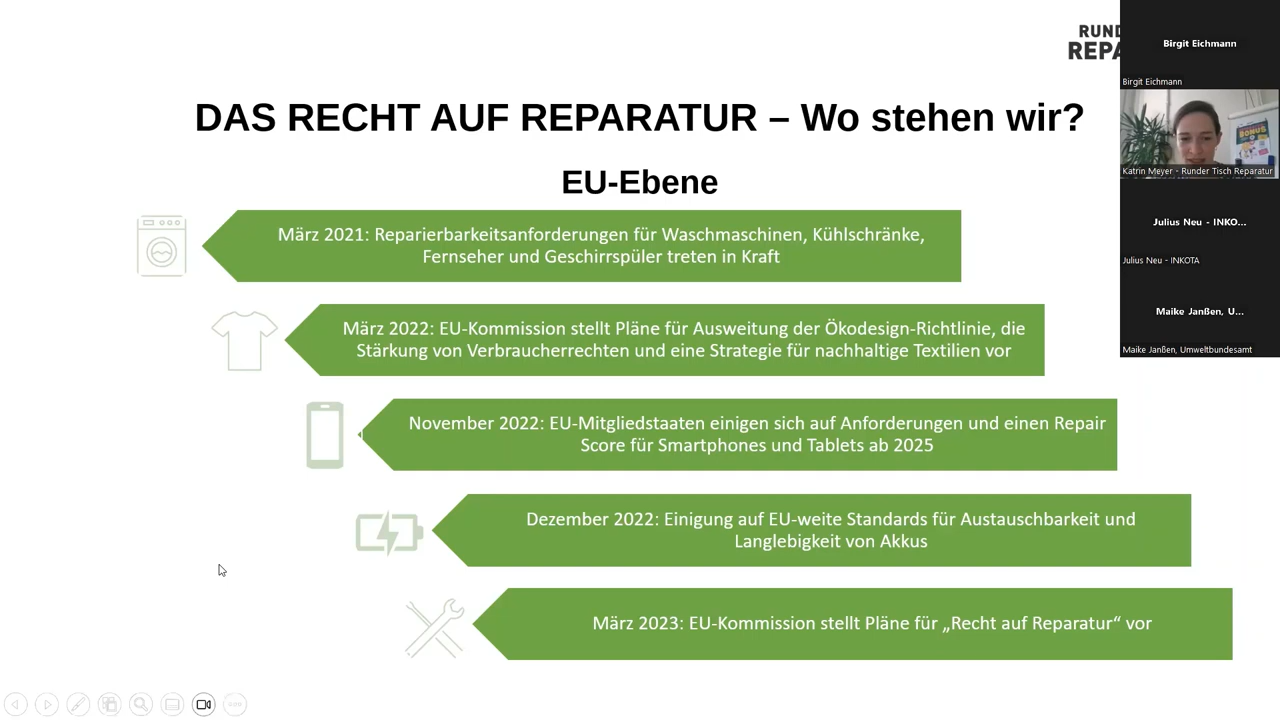 RUND
REPA
DAS RECHT AUF REPARATUR – Wo stehen wir?
EU-Ebene
März 2021: Reparierbarkeitsanforderungen für Waschmaschinen, Kühlschränke,
Fernseher und Geschirrspüler treten in Kraft
März 2022: EU-Kommission stellt Pläne für Ausweitung der Ökodesign-Richtlinie, die
Stärkung von Verbraucherrechten und eine Strategie für nachhaltige Textilien vor
November 2022: EU-Mitgliedstaaten einigen sich auf Anforderungen und einen Repair
Score für Smartphones und Tablets ab 2025
Dezember 2022: Einigung auf EU-weite Standards für Austauschbarkeit und
Langlebigkeit von Akkus
März 2023: EU-Kommission stellt Pläne für „Recht auf Reparatur“ vor
Birgit Eichmann
Birgit Eichmann
BONUS
Katrin Meyer - Runder Tisch Reparatur
Julius Neu - INKO...
Julius Neu - INKOTA
Maike Janßen, U...
Maike Janßen, Umweltbundesamt